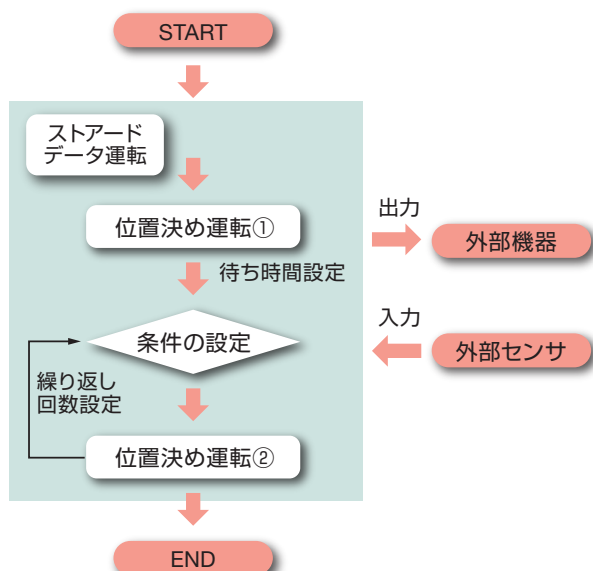 START
ストアード
データ運転
位置決め運転①
出力
外部機器
待ち時間設定
入力
条件の設定
外部センサ
繰り返し
回数設定
位置決め運転②
END